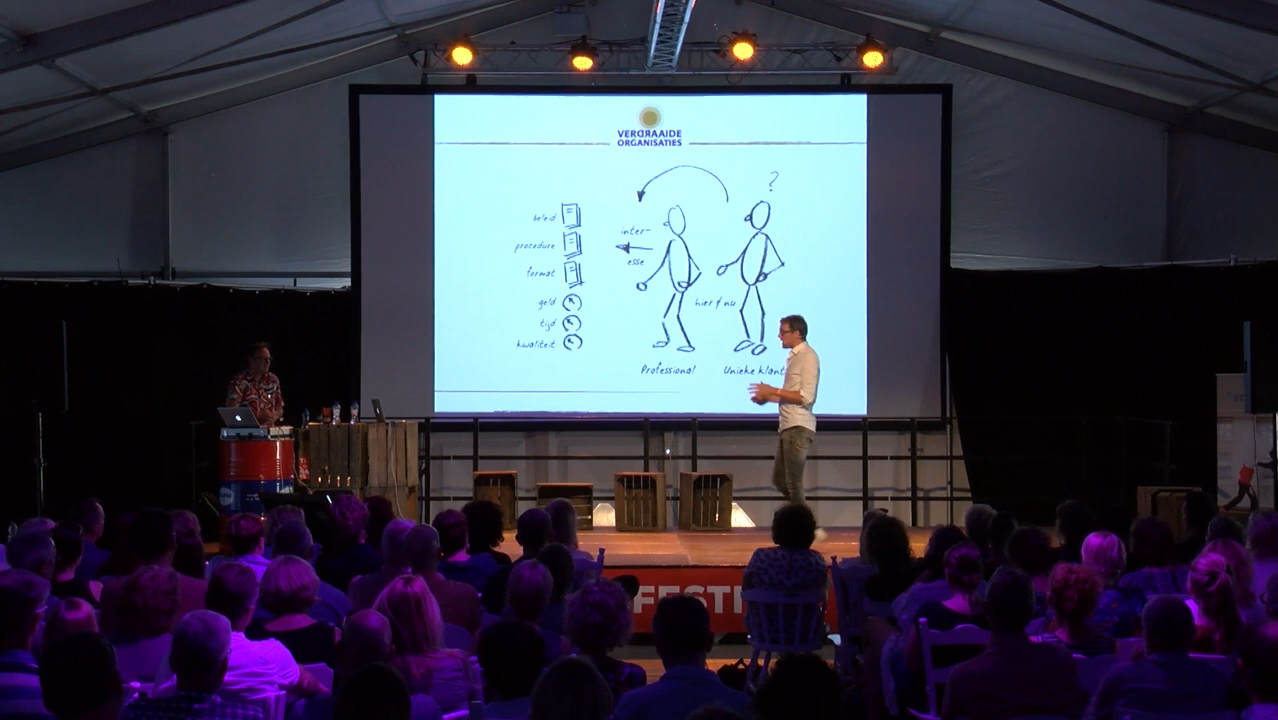 VERDRAAIDE
ORGANISATIES
?
beleid
inter-
procedure
esse
format
geld
hier & nu
tijd
kwaliteit
Professional
Unieke klant
FESTI